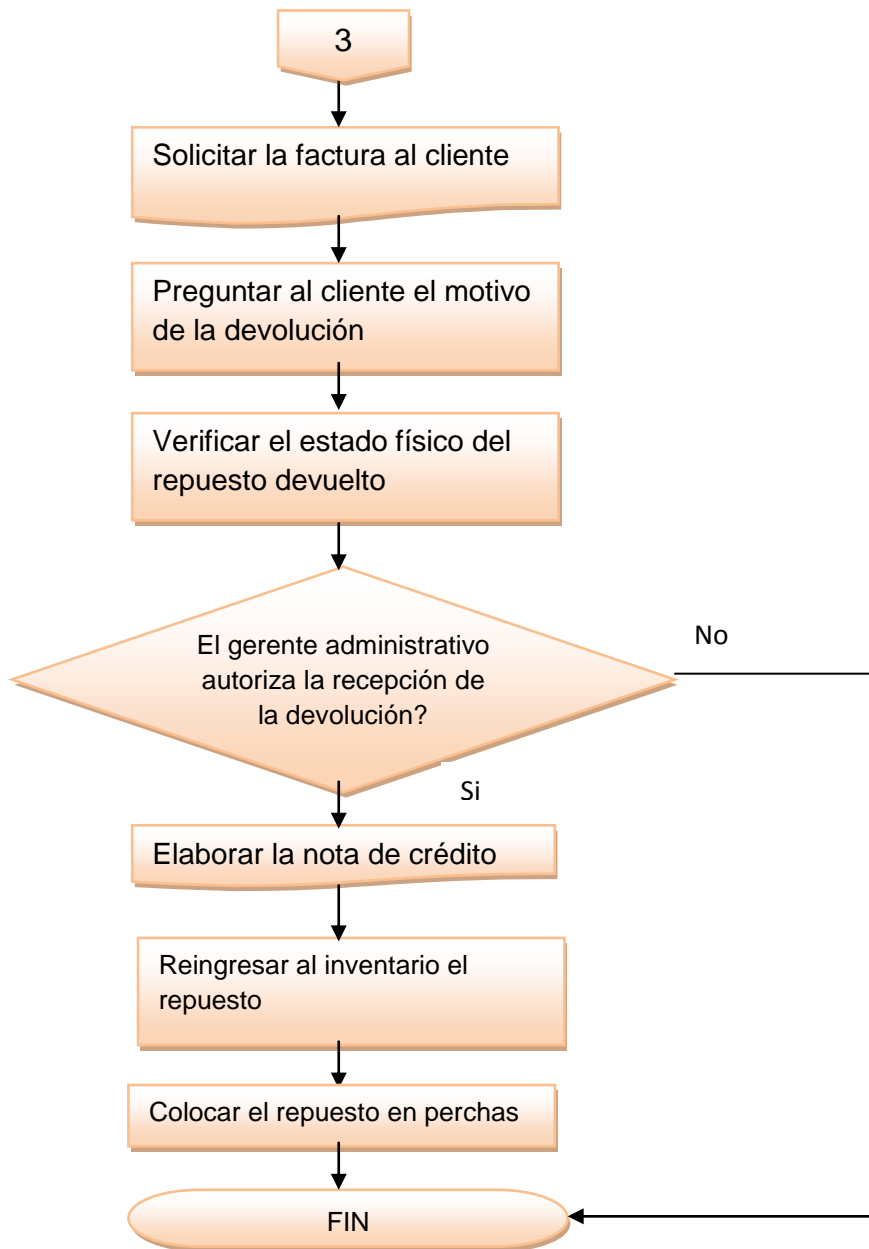 3
Solicitar la factura al cliente
Preguntar al cliente el motivo
de la devolución
Verificar el estado físico del
repuesto devuelto
El gerente administrativo
autoriza la recepción de
la devolución?
No
Si
Elaborar la nota de crédito
Reingresar al inventario el
repuesto
Colocar el repuesto en perchas
FIN